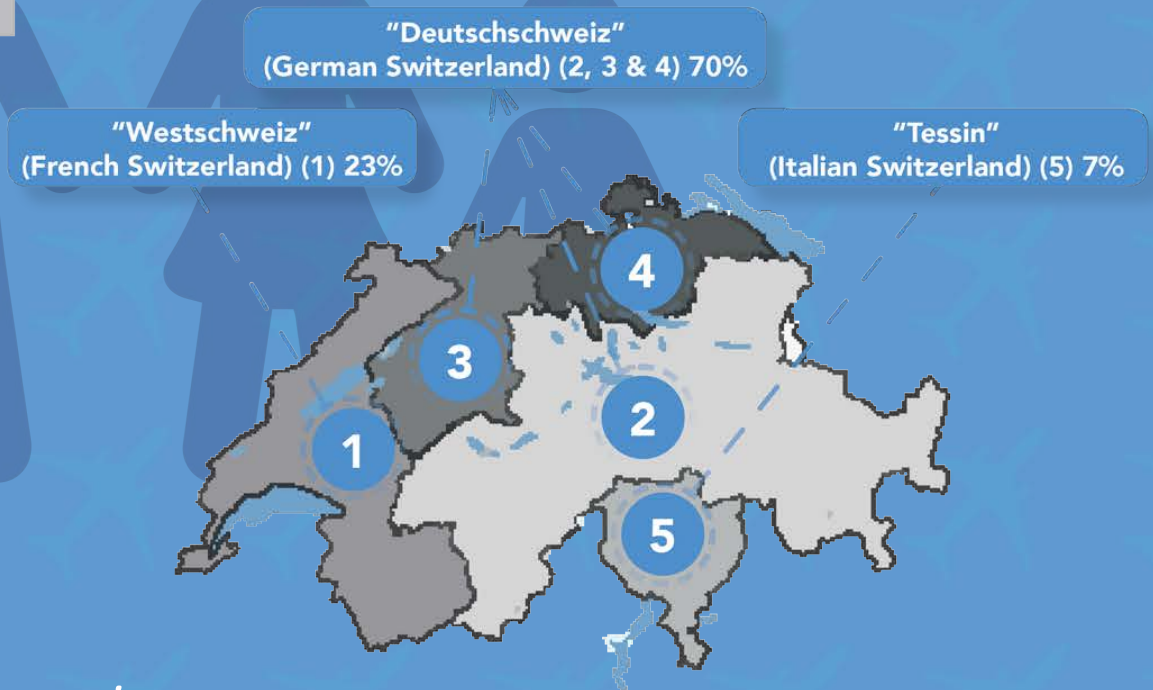 “Deutschschweiz”
(German Switzerland) (2, 3 & 4) 70%
“Westschweiz”
(French Switzerland) (1) 23%
“Tessin”
(Italian Switzerland) (5) 7%
4
3
2
1
5